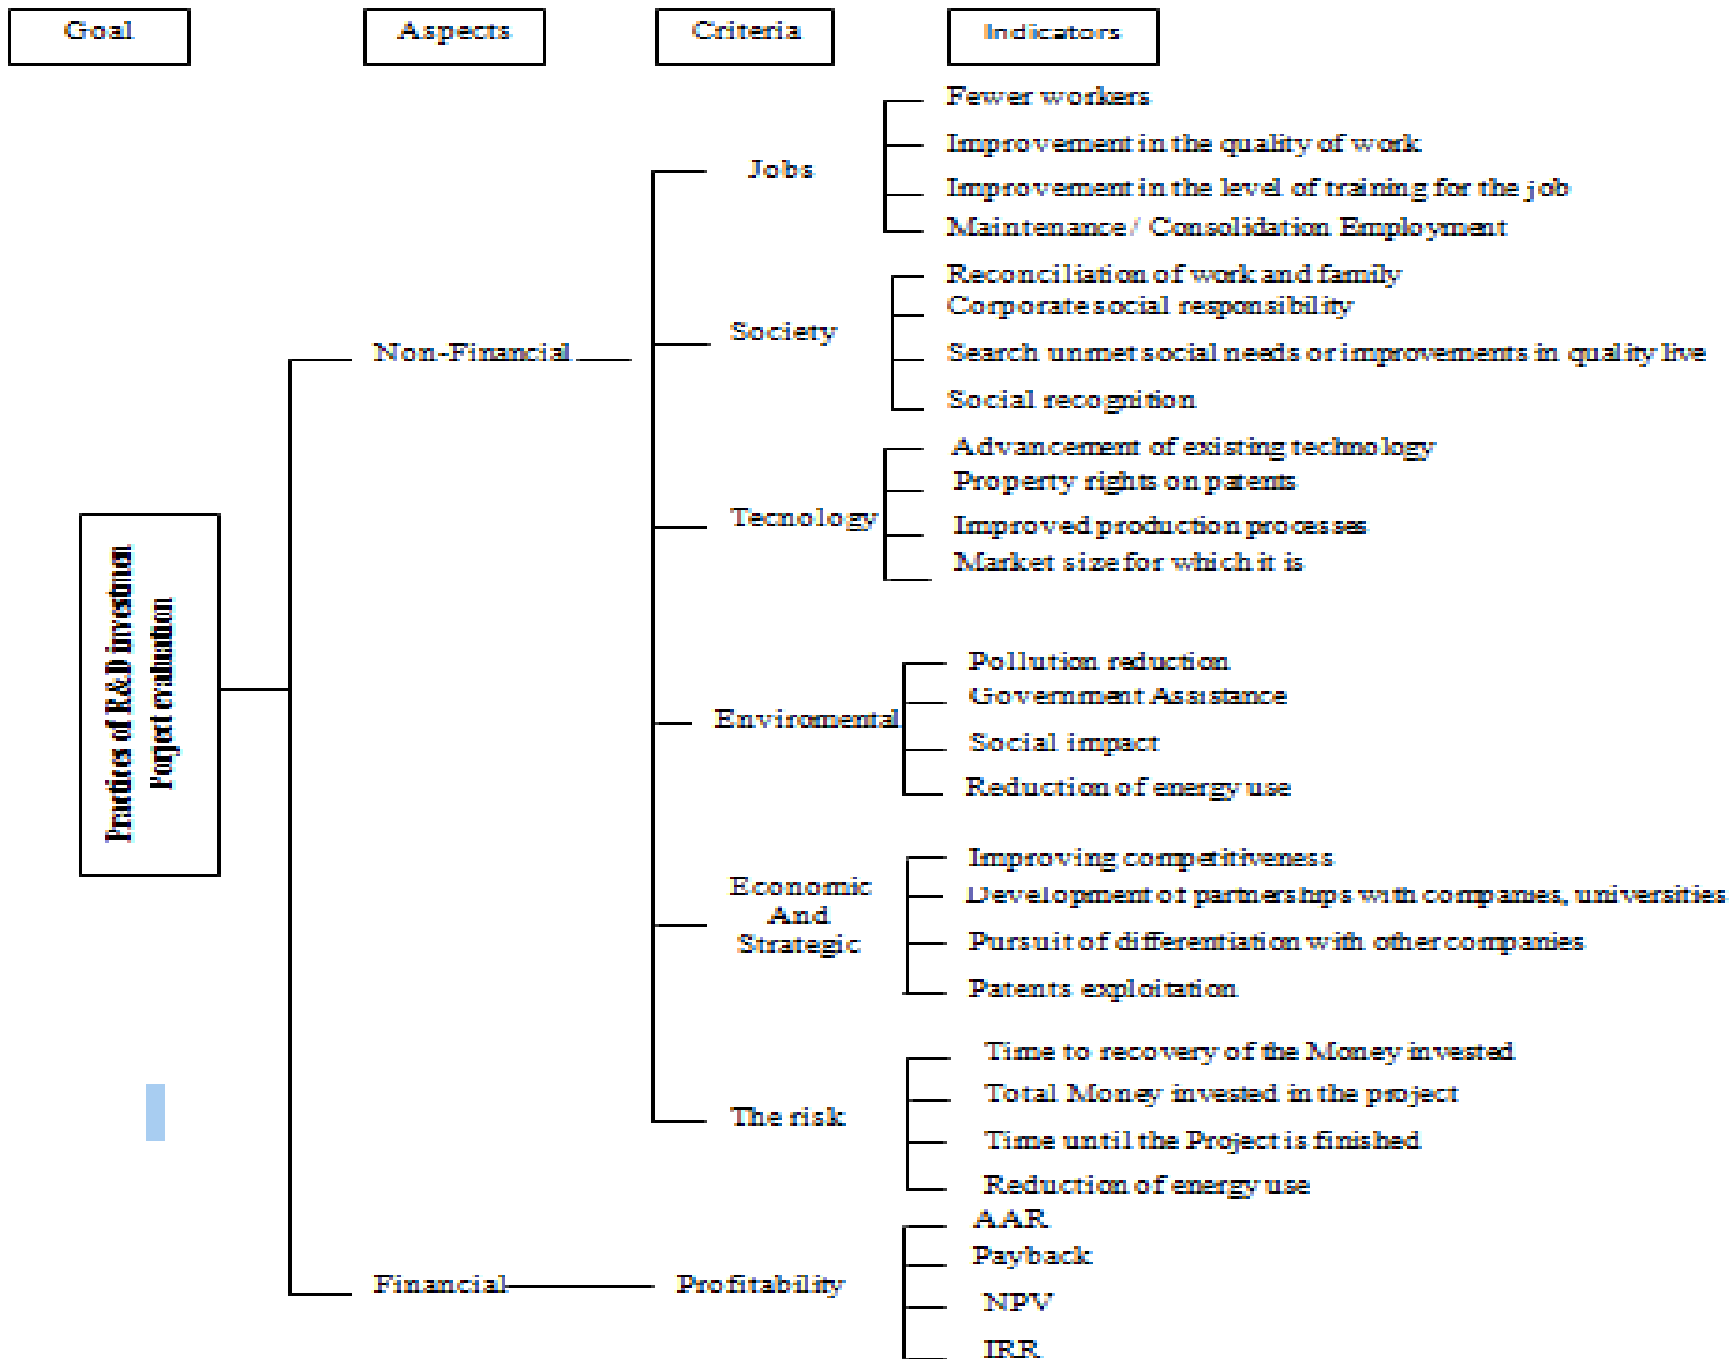 Goal
Aspects
Criteria
Indicators
Fewer workers
Improvement in the quality of work
Jobs
Improvement in the level of training for the job
Maintenance / Consolidation Employment
Reconciliation of work and family
Corporate social responsibility
Society
Non-Financial
Search unmet social needs or improvements in quality live
Social recognition
Advancement of existing technology
Property rights on patents
Tecnology
Improved production processes
Market size for which it is
Practices of R&D investmen
Porject evaluation
Pollution reduction
Government Assistance
Enviromental
Social impact
Reduction of energy use
Improving competitiveness
Economic
And
Strategic
Development of partnerships with companies, universities
Pursuit of differentiation with other companies
Patents exploitation
Time to recovery of the Money invested
Total Money invested in the project
The risk
Time until the Project is finished
Reduction of energy use
AAR
Payback
Financial
Profitability
NPV
IRR